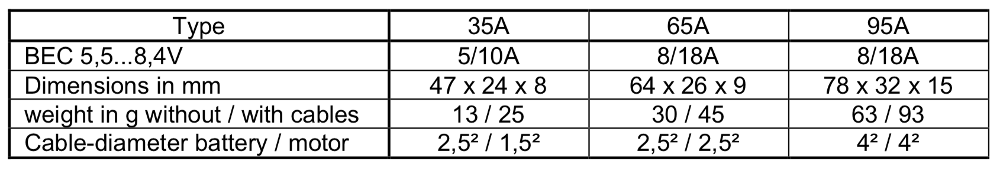 Type 35A 65A 95A
BEC 5,5...8,4V 5/10A 8/18A 8/18A
Dimensions in mm 47 x 24 x 8 64 x 26 x 9 78 x 32 x 15
weight in g without / with cables 13 / 25 30 / 45 63 / 93
Cable-diameter battery / motor 2,5² / 1,5² 2,5² / 2,5² 4² / 4²